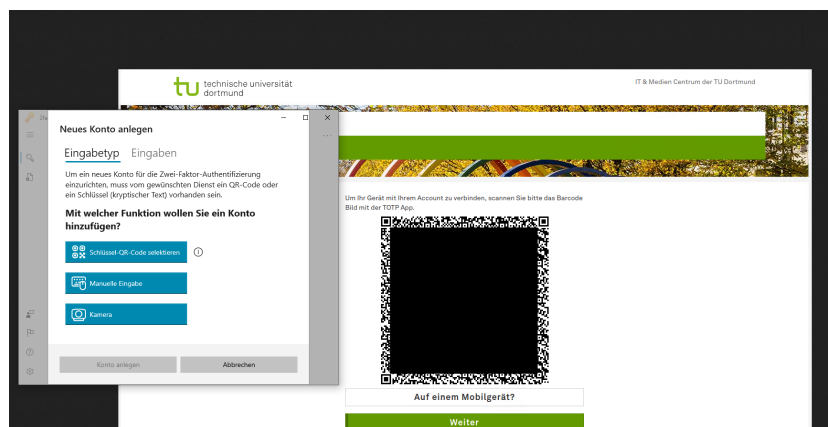 technische universität
dortmund
IT & Medien Centrum der TU Dortmund
Neues Konto anlegen
Eingabetyp Eingaben
Um ein neues Konto für die Zwei-Faktor-Authentifizierung
einzurichten, muss vom gewünschten Dienst ein QR-Code oder
ein Schlüssel (kryptischer Text) vorhanden sein.
Mit welcher Funktion wollen Sie ein Konto
hinzufügen?
Schlüssel-QR-Code selektieren
Manuelle Eingabe
Kamera
Konto anlegen
Abbrechen
Um Ihr Gerät mit Ihrem Account zu verbinden, scannen Sie bitte das Barcode
Bild mit der TOTP App.
Auf einem Mobilgerät?
Weiter